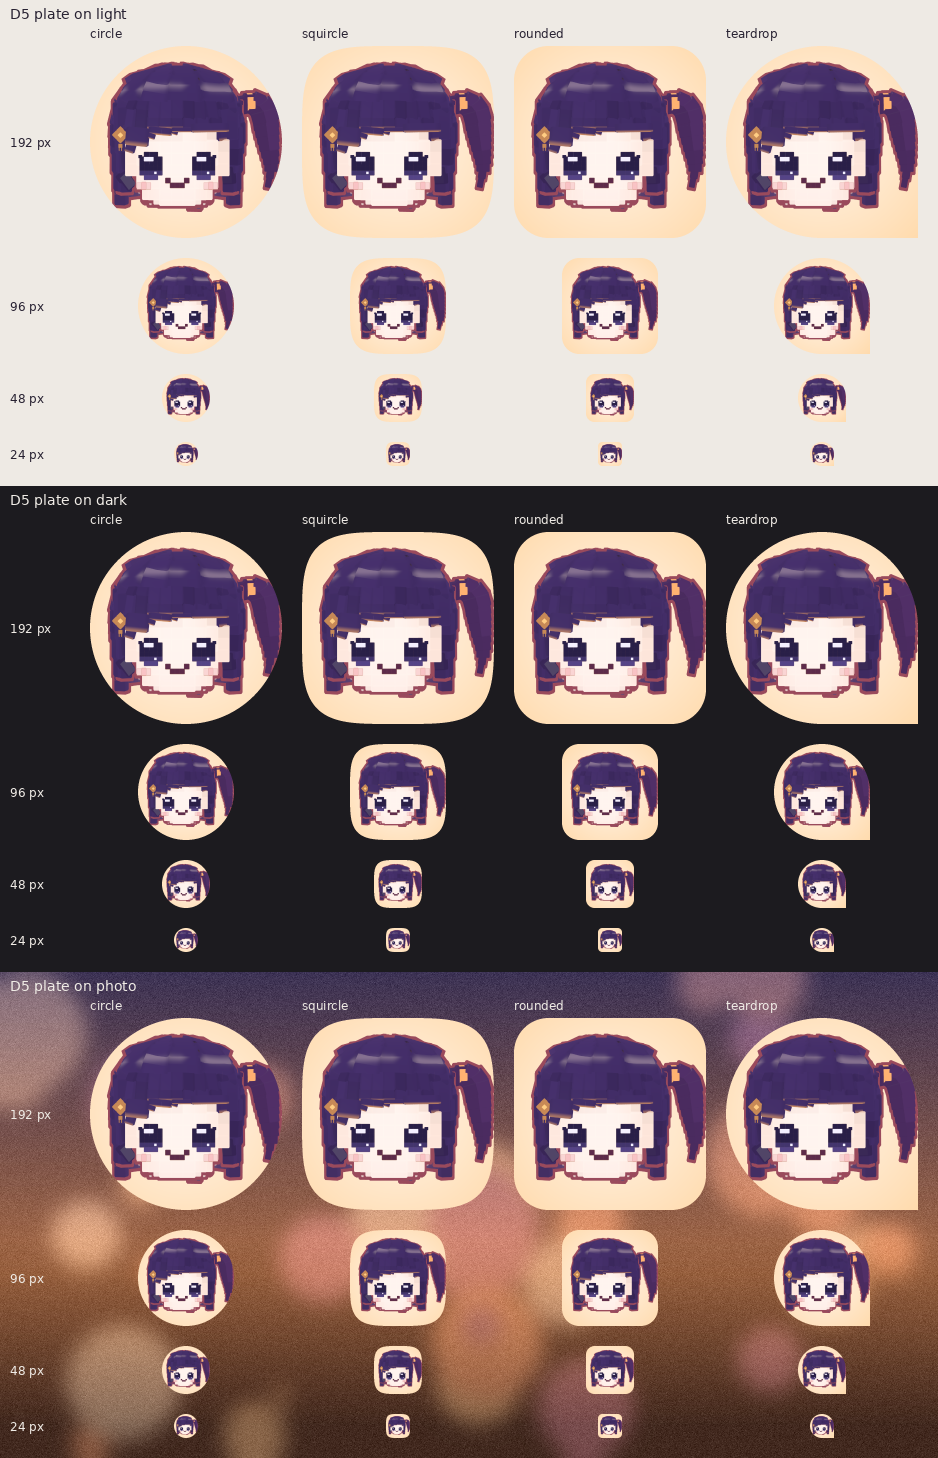 D5 plate on light
circle squircle rounded teardrop
192 px
96 px
48 px
24 px
D5 plate on dark
circle squircle rounded teardrop
192 px
96 px
48 px
24 px
D5 plate on photo
circle squircle rounded teardrop
192 px
96 px
48 px
24 px